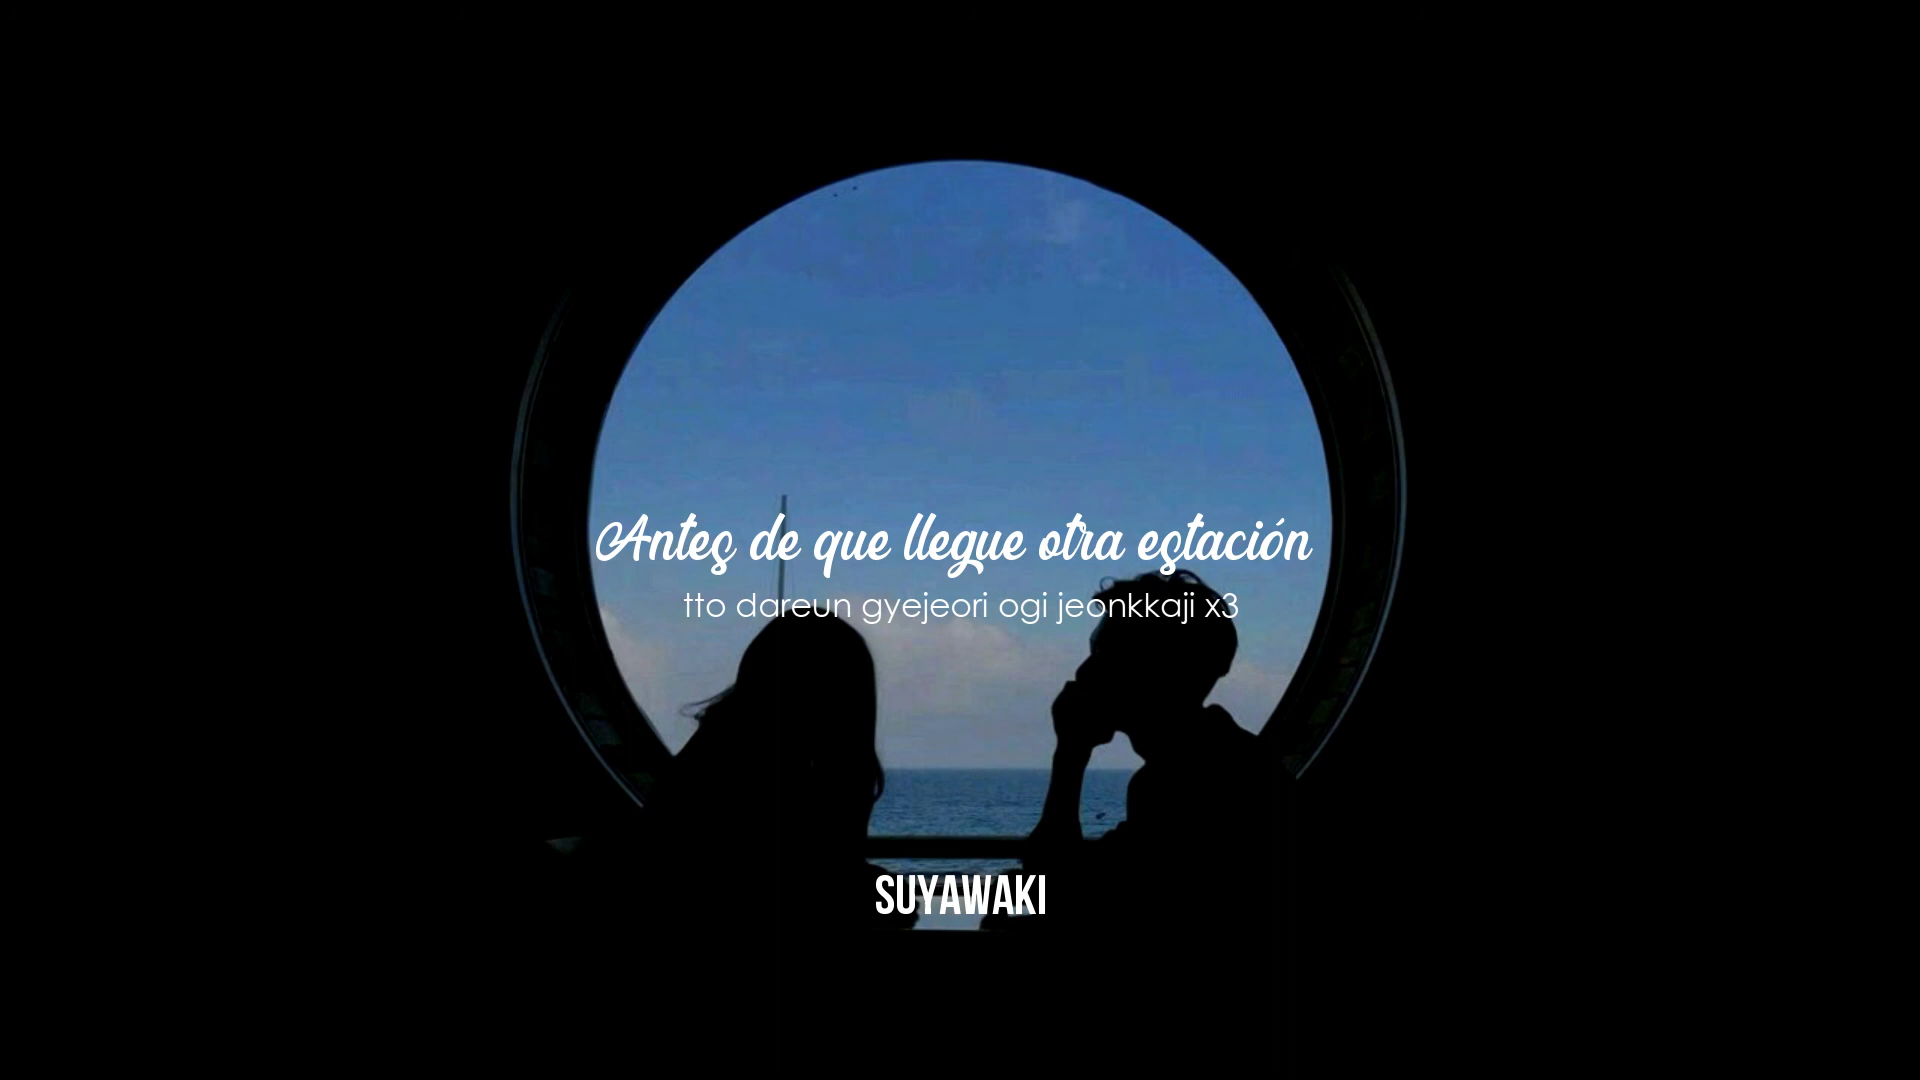 Antes de que llegue otra estación
tto dareun gyejeori ogi jeonkkaji x3
SUYAWAKI